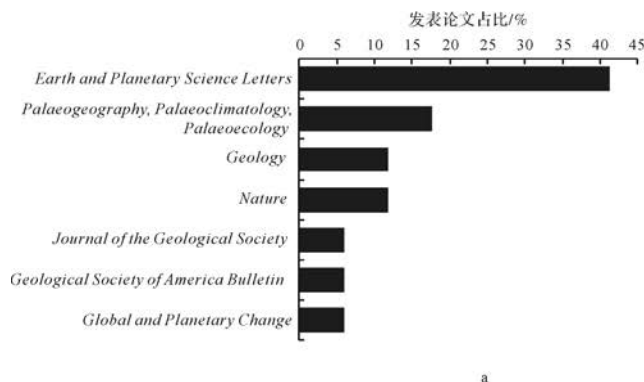 发表论文占比/%
0 5 10 15 20 25 30 35 40 45
Earth and Planetary Science Letters
Palaeogeography, Palaeoclimatology,
Palaeoecology
Geology
Nature
Journal of the Geological Society
Geological Society of America Bulletin
Global and Planetary Change
a